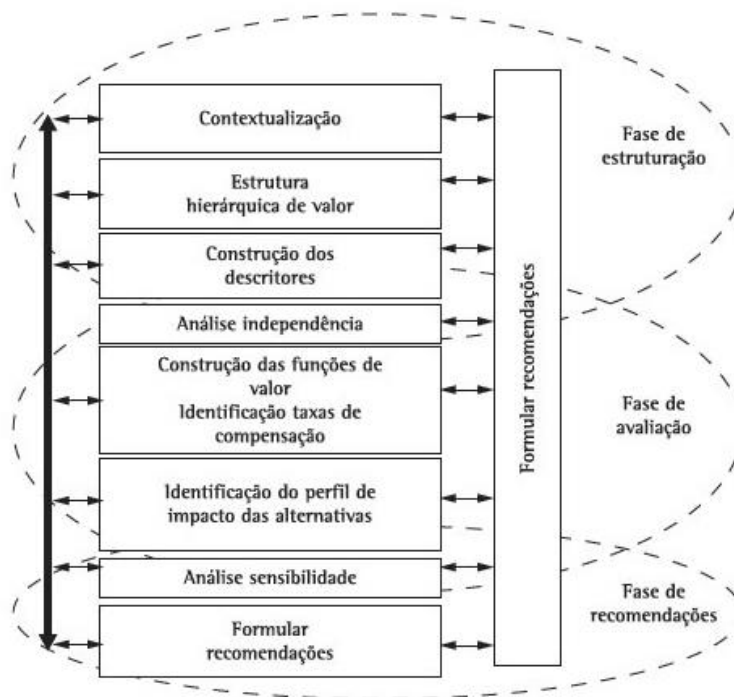 Contextualização
Fase de
estruturação
Estrutura
hierárquica de valor
Construção dos
descritores
Análise independência
Construção das funções de
valor
Identificação taxas de
compensação
Fase de
avaliação
Identificação do perfil de
impacto das alternativas
Análise sensibilidade
Fase de
recomendações
Formular
recomendações
Formular recomendações